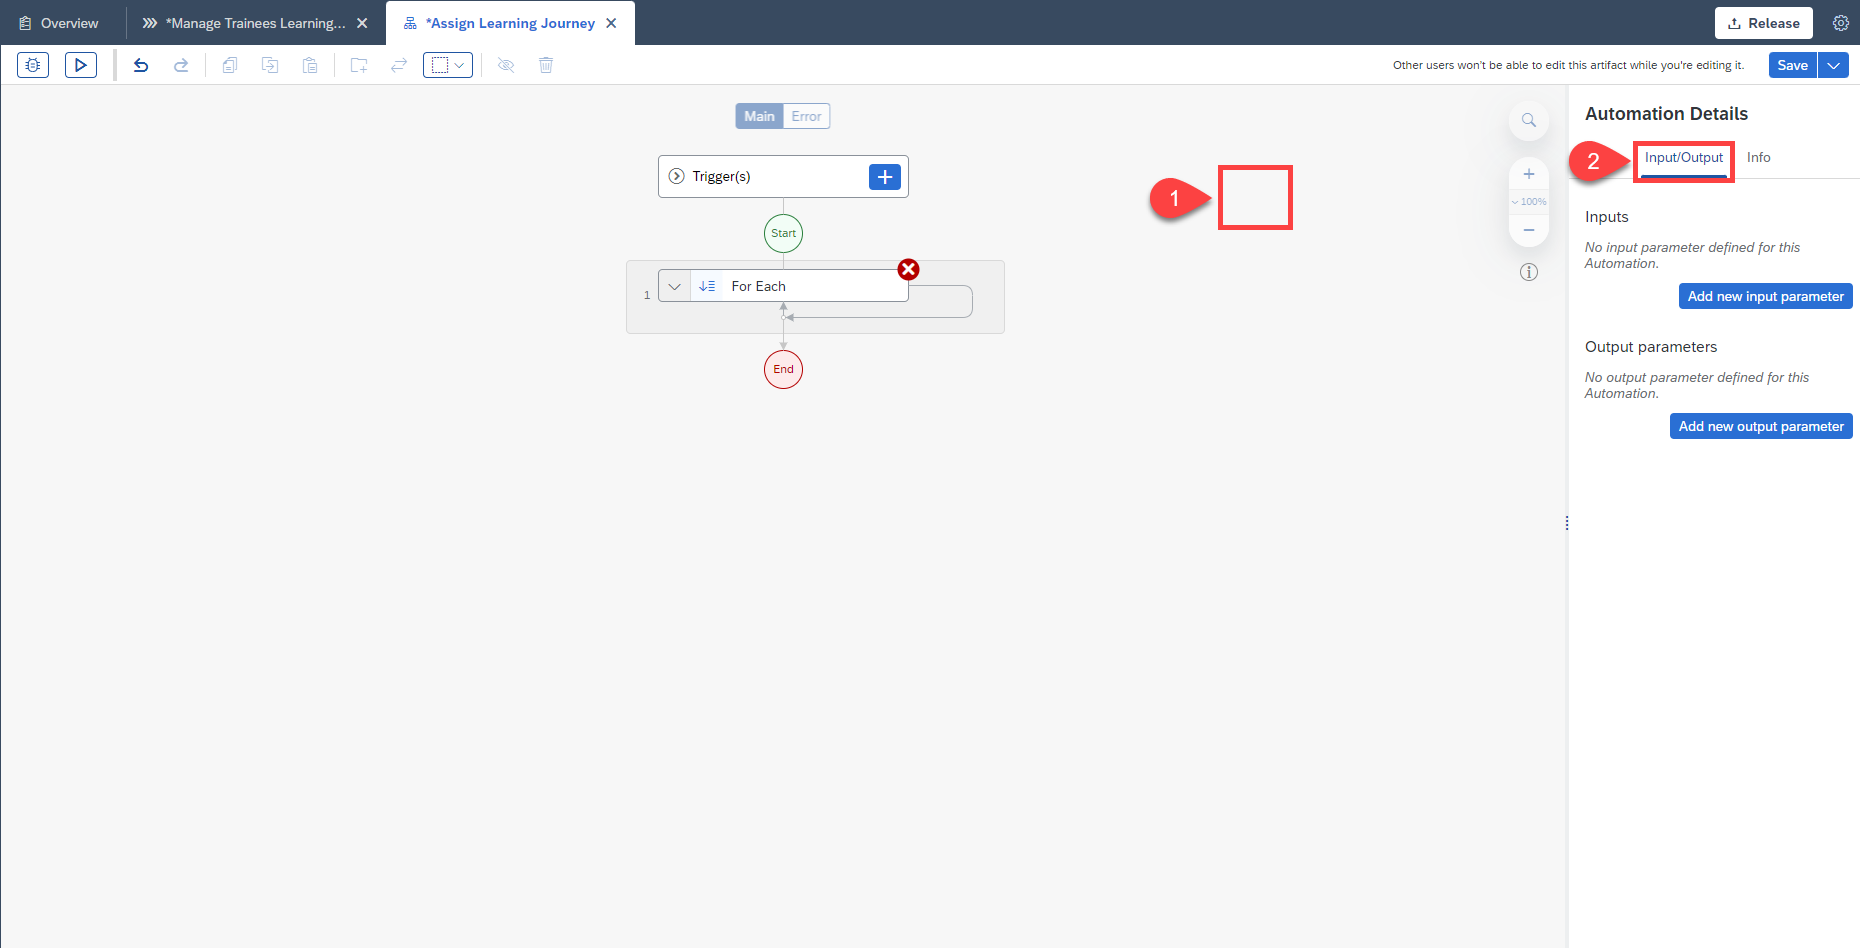 Overview
*Manage Trainees Learning...
*Assign Learning Journey
Release
Other users won't be able to edit this artifact while you're editing it.
Save
Main
Error
Automation Details
Trigger(s)
1
2
Input/Output
Info
100%
Start
Inputs
No input parameter defined for this
Automation.
1
For Each
Add new input parameter
Output parameters
End
No output parameter defined for this
Automation.
Add new output parameter